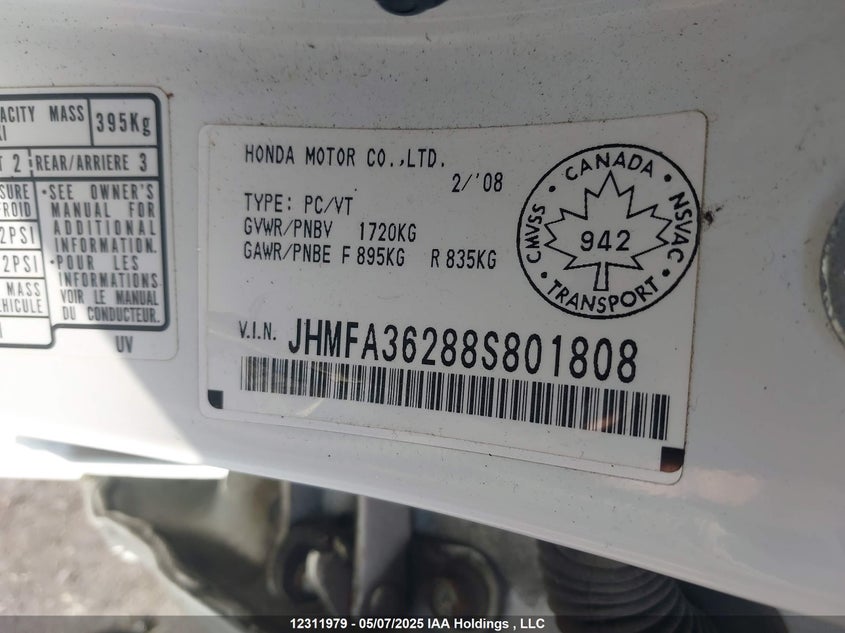 ACITY MASS
395Kg
2 REAR/ARRIERE 3
•SEE OWNER'S
MANUAL FOR
ADDITIONAL
INFORMATION
•POUR LES
INFORMATIONS
VOIR LE MANUAL
DU CONDUCTEUR.
SURE
FROID
2PSI
2PSI
MASS
EHICULE
UV
HONDA MOTOR CO.,LTD.
2/'08
TYPE: PC/VT
GVWR/PNBV 1720KG
GAWR/PNBE F 895KG R 835KG
V.I.N. JHMFA36288S801808
CANADA
CMVSS
NSVAC
942
TRANSPORT
12311979 - 05/07/2025 IAA Holdings , LLC